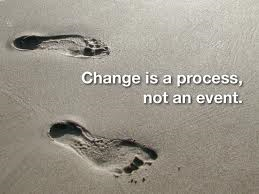 Change is a process,
not an event.